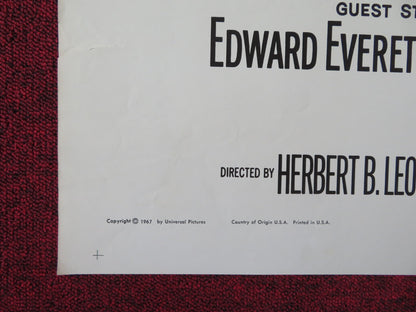 GUEST ST
EDWARD EVERET
DIRECTED BY HERBERT B. LEO
Copyright © 1967 by Universal Pictures Country of Origin U.S.A. Printed in U.S.A.